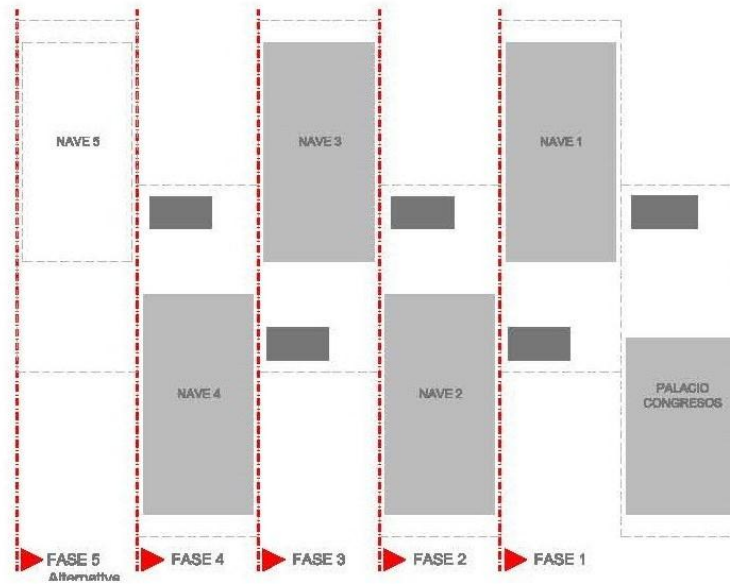 NAVE 5
NAVE 3
NAVE 1
NAVE 4
NAVE 2
PALACIO
CONGRESOS
FASE 5
FASE 4
FASE 3
FASE 2
FASE 1
Alternative